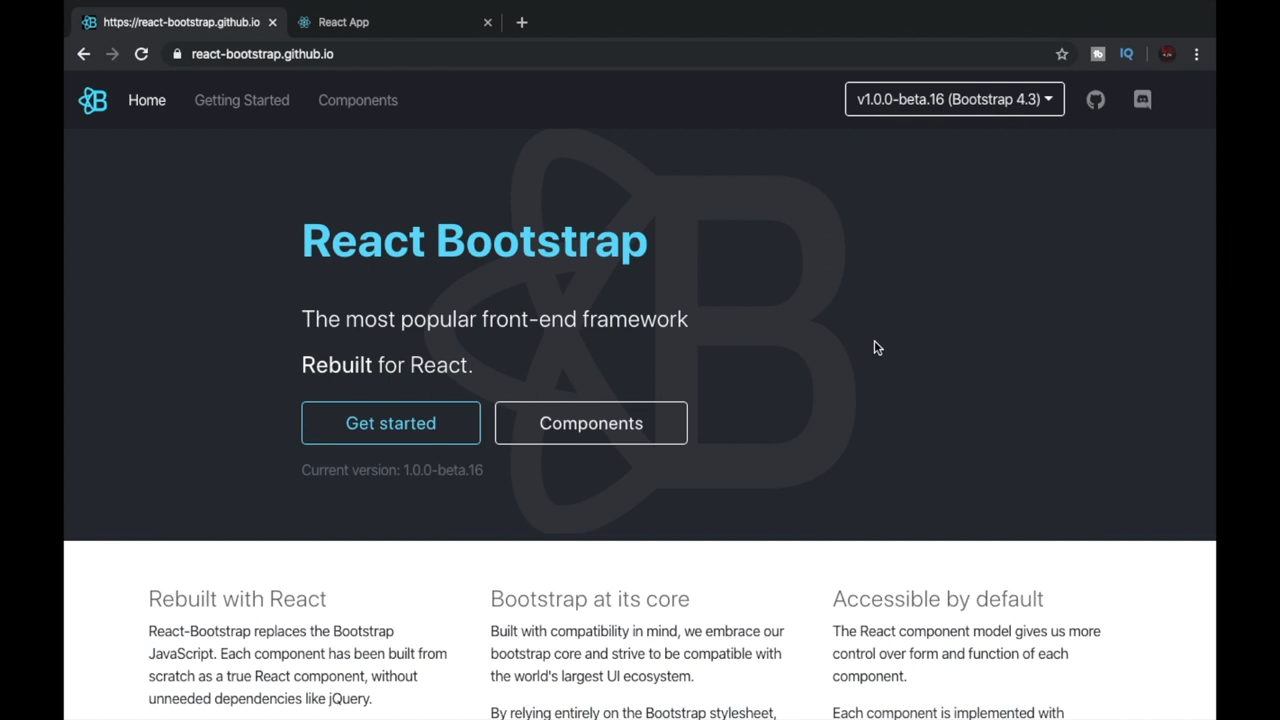 https://react-bootstrap.github.io
React App
react-bootstrap.github.io
IQ
B
Home
Getting Started
Components
v1.0.0-beta.16 (Bootstrap 4.3)
React Bootstrap
The most popular front-end framework
Rebuilt for React.
Get started
Components
Current version: 1.0.0-beta.16
Rebuilt with React
React-Bootstrap replaces the Bootstrap
JavaScript. Each component has been built from
scratch as a true React component, without
unneeded dependencies like jQuery.
Bootstrap at its core
Built with compatibility in mind, we embrace our
bootstrap core and strive to be compatible with
the world's largest UI ecosystem.
By relying entirely on the Bootstrap stylesheet,
Accessible by default
The React component model gives us more
control over form and function of each
component.
Each component is implemented with